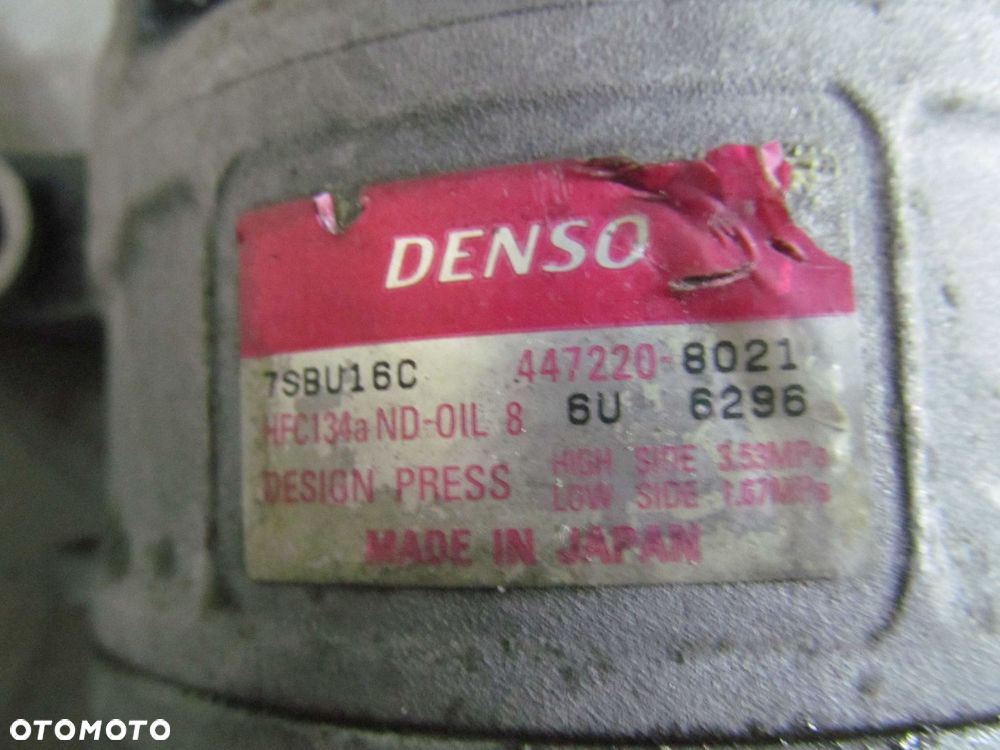 DENSO
7SBU16C 447220-8021
HFC134a ND-OIL 8 6U 6296
DESIGN PRESS HIGH SIDE 3.53MPa
LOW SIDE 1.67MPa
MADE IN JAPAN
OTOMOTO